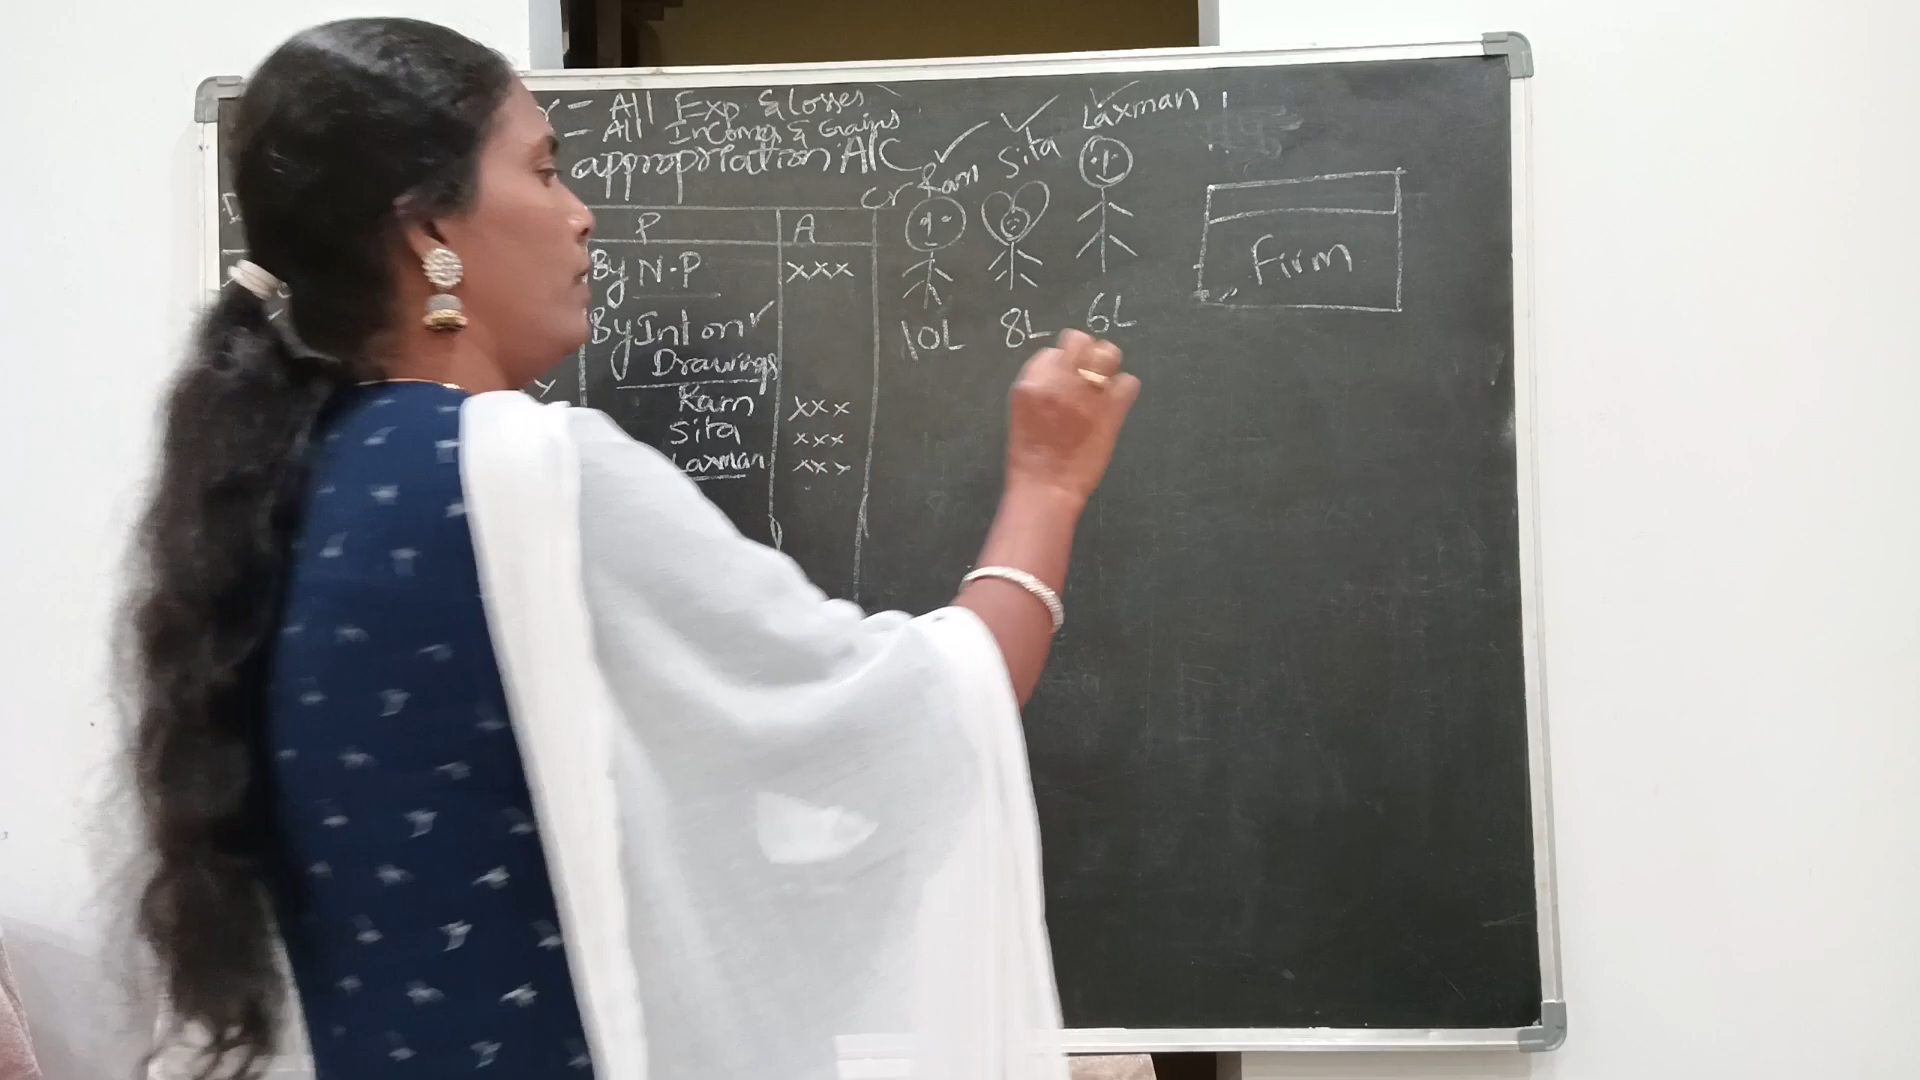 r = All Exp & Losses
= All Incomes & Gains
appropriation A/C
Cr
P A
By N.P xxx
By Int on ✓
Drawings
Ram xxx
Sita xxx
Laxman xxx
✓ ✓ ✓
Ram Sita Laxman
10L 8L 6L
Firm